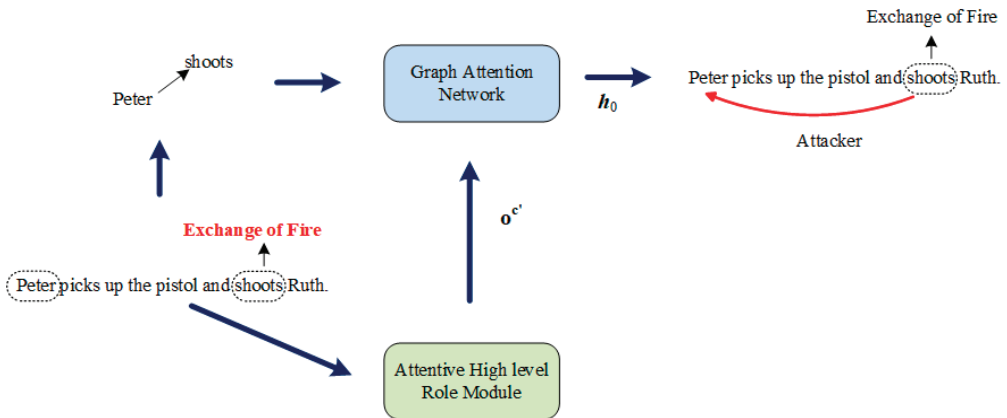 Exchange of Fire
shoots
Graph Attention
Network
Peter picks up the pistol and shoots Ruth.
Peter
h0
Attacker
oc'
Exchange of Fire
Peter picks up the pistol and shoots Ruth.
Attentive High level
Role Module